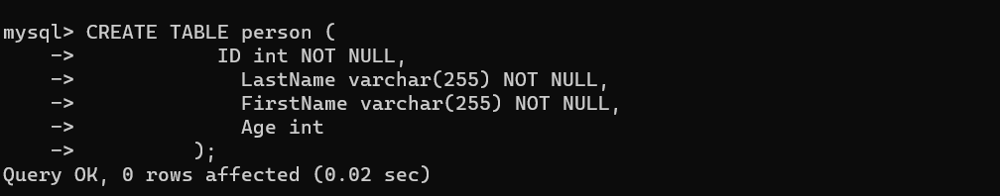 mysql> CREATE TABLE person (
    ->            ID int NOT NULL,
    ->              LastName varchar(255) NOT NULL,
    ->              FirstName varchar(255) NOT NULL,
    ->              Age int
    ->          );
Query OK, 0 rows affected (0.02 sec)